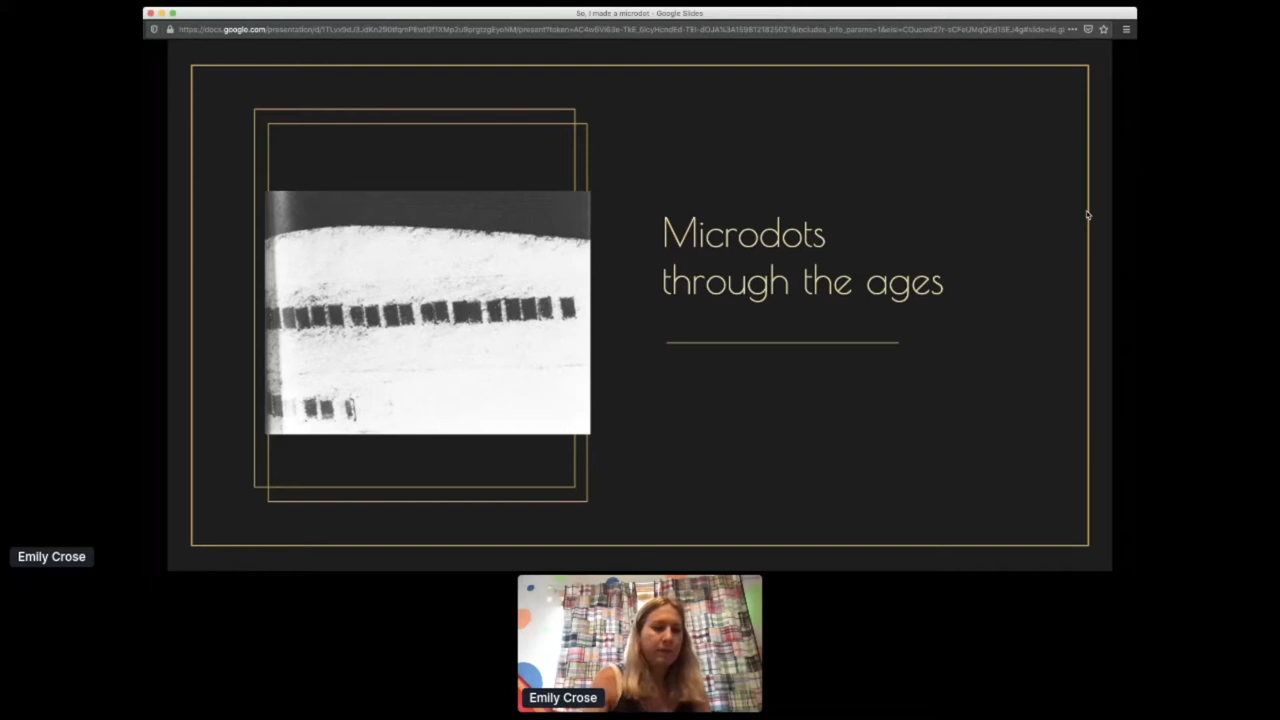 So, I made a microdot - Google Slides
Microdots
through the ages
Emily Crose
Emily Crose